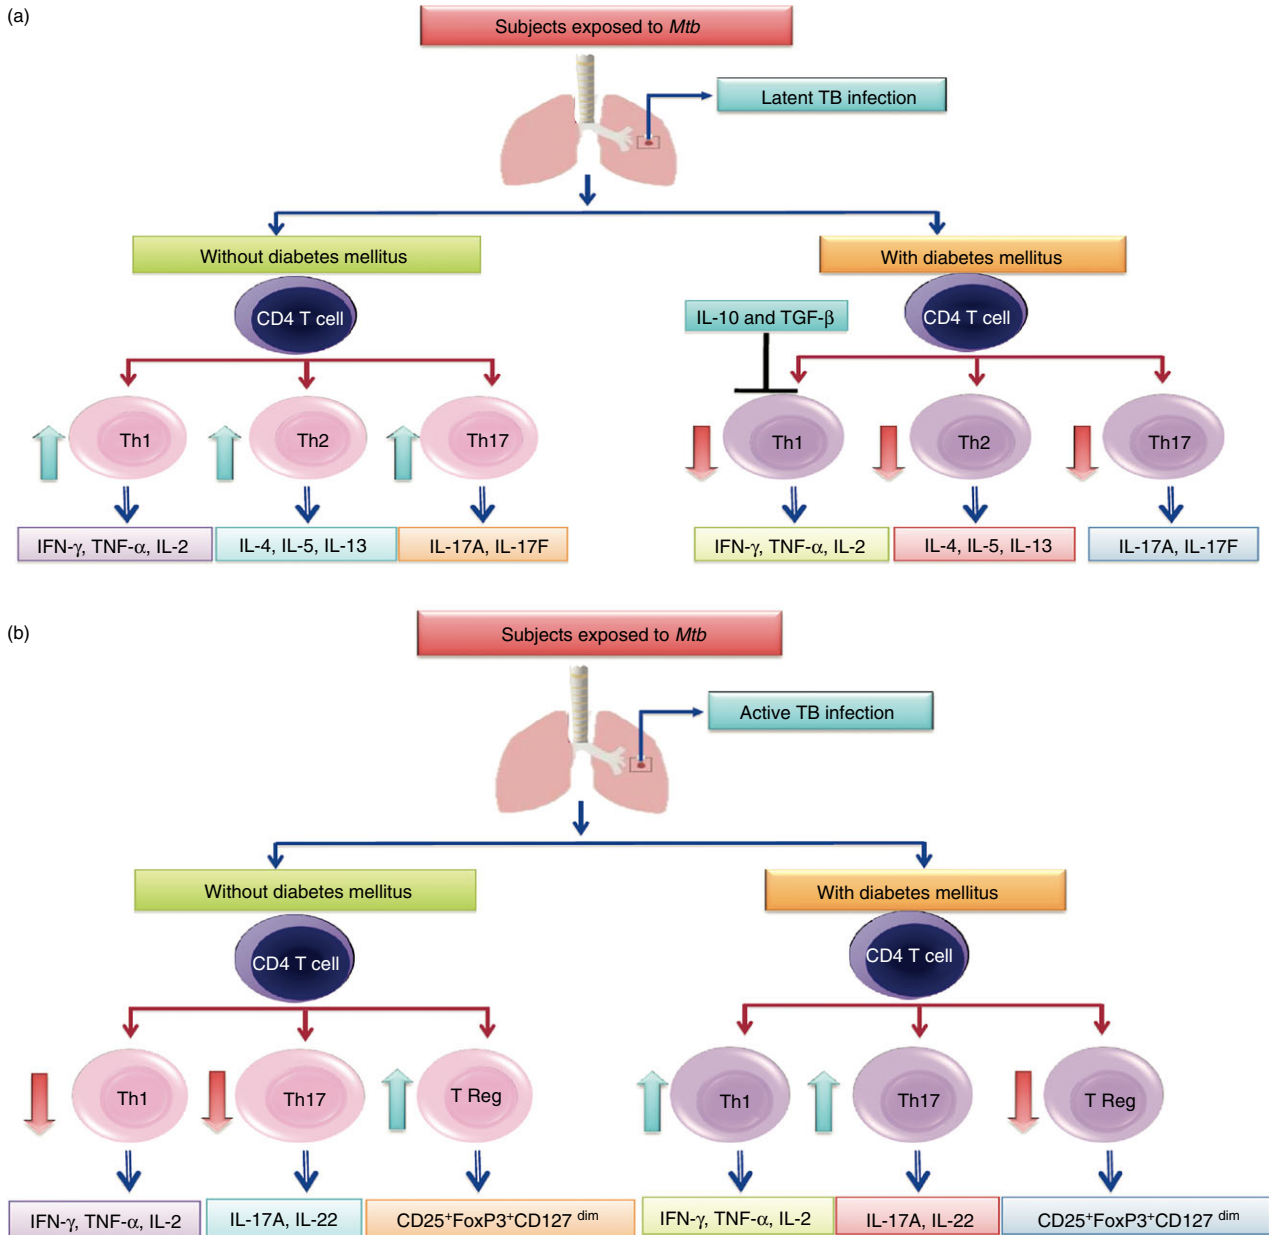 (a)
Subjects exposed to Mtb
Latent TB infection
Without diabetes mellitus
With diabetes mellitus
CD4 T cell
IL-10 and TGF-β
CD4 T cell
Th1
Th2
Th17
Th1
Th2
Th17
IFN-γ, TNF-α, IL-2
IL-4, IL-5, IL-13
IL-17A, IL-17F
IFN-γ, TNF-α, IL-2
IL-4, IL-5, IL-13
IL-17A, IL-17F
(b)
Subjects exposed to Mtb
Active TB infection
Without diabetes mellitus
With diabetes mellitus
CD4 T cell
CD4 T cell
Th1
Th17
T Reg
Th1
Th17
T Reg
IFN-γ, TNF-α, IL-2
IL-17A, IL-22
CD25⁺FoxP3⁺CD127 dim
IFN-γ, TNF-α, IL-2
IL-17A, IL-22
CD25⁺FoxP3⁺CD127 dim